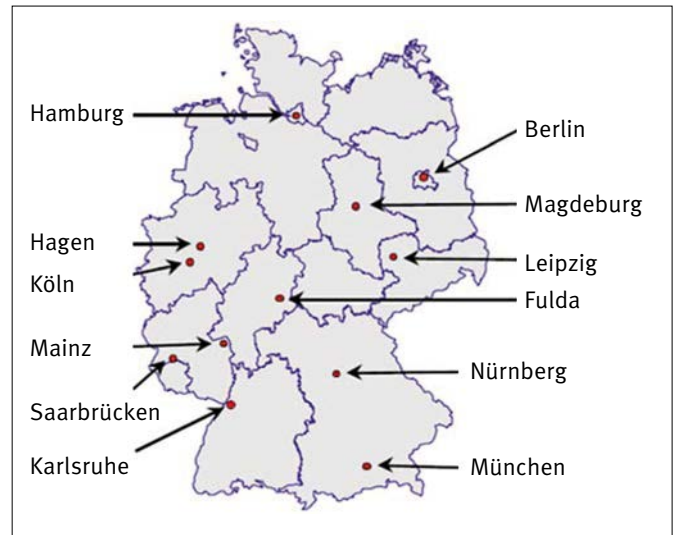 Hamburg
Berlin
Magdeburg
Hagen
Leipzig
Köln
Fulda
Mainz
Nürnberg
Saarbrücken
Karlsruhe
München